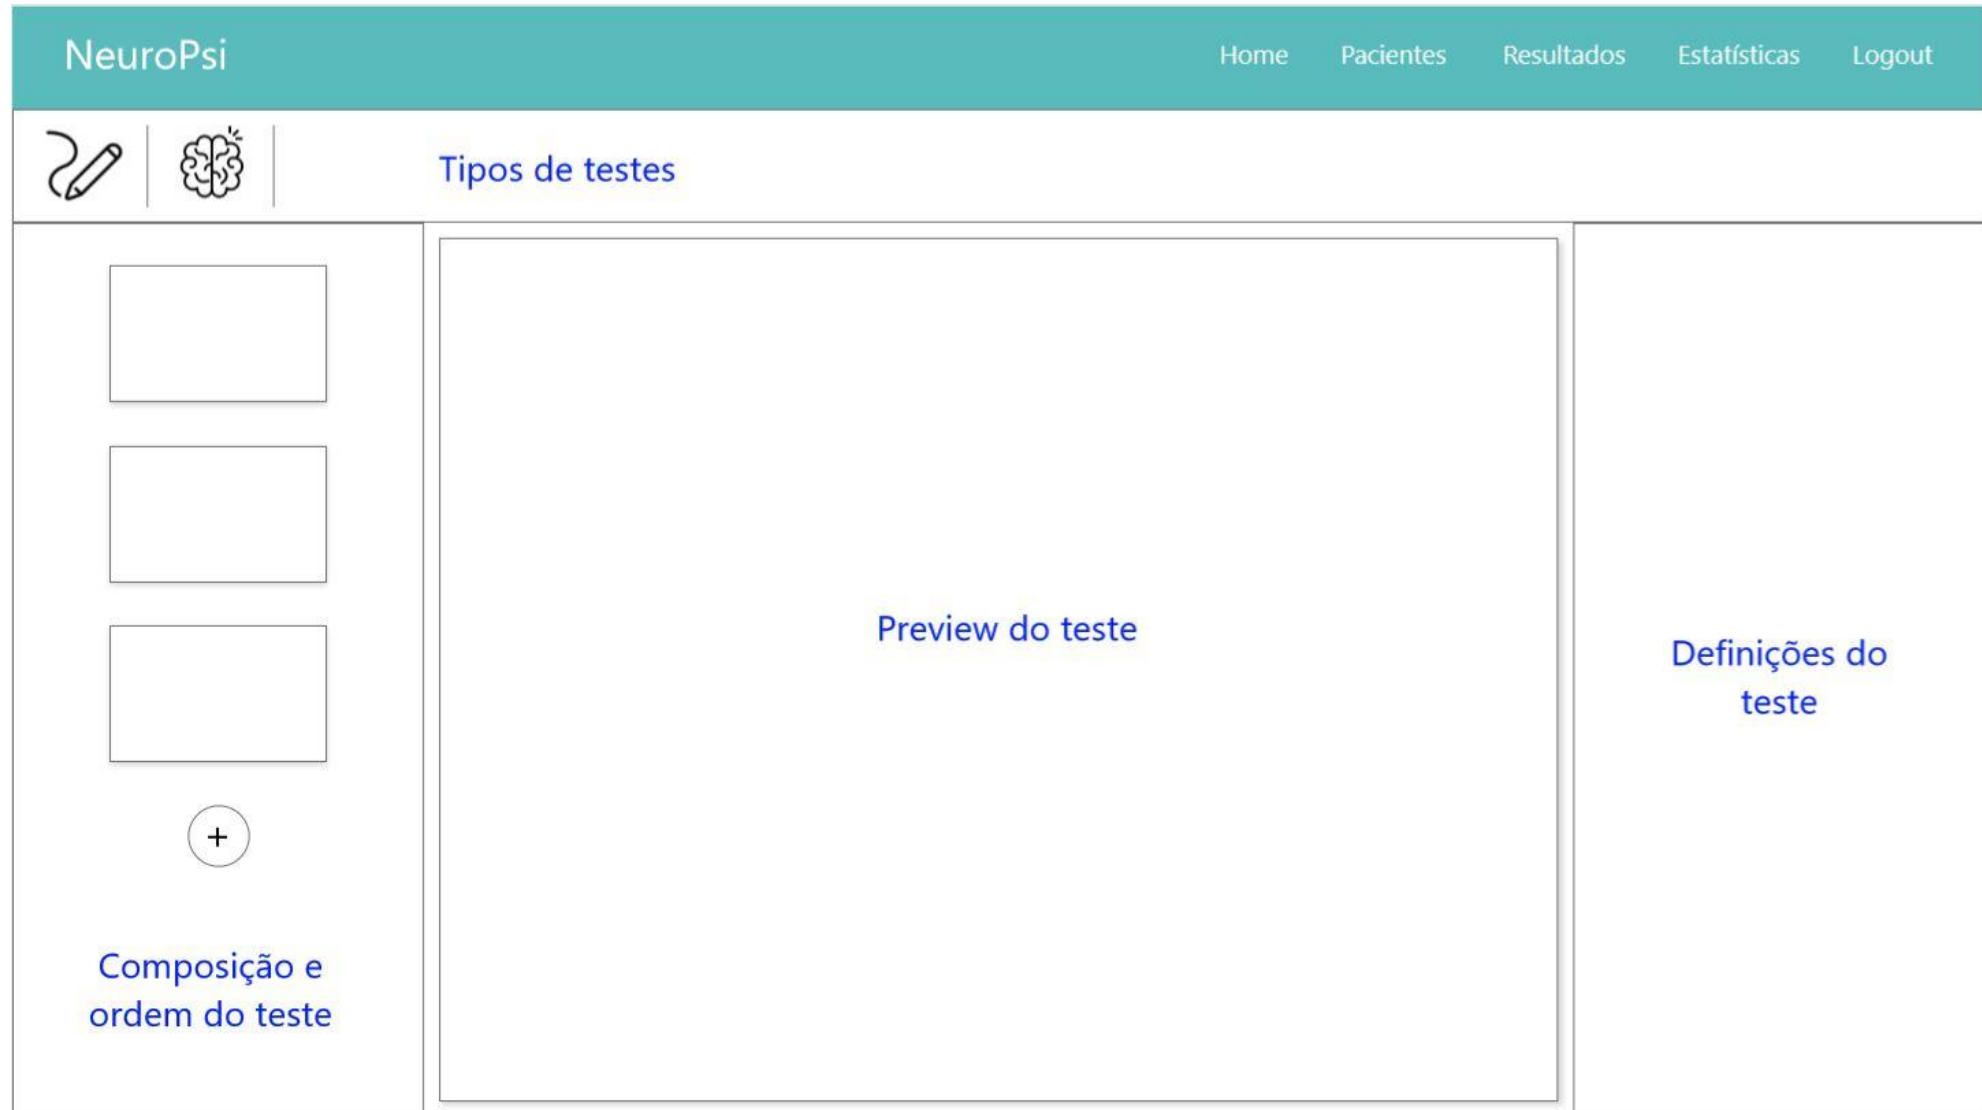 NeuroPsi
Home Pacientes Resultados Estatísticas Logout
Tipos de testes
Preview do teste
Definições do
teste
+
Composição e
ordem do teste